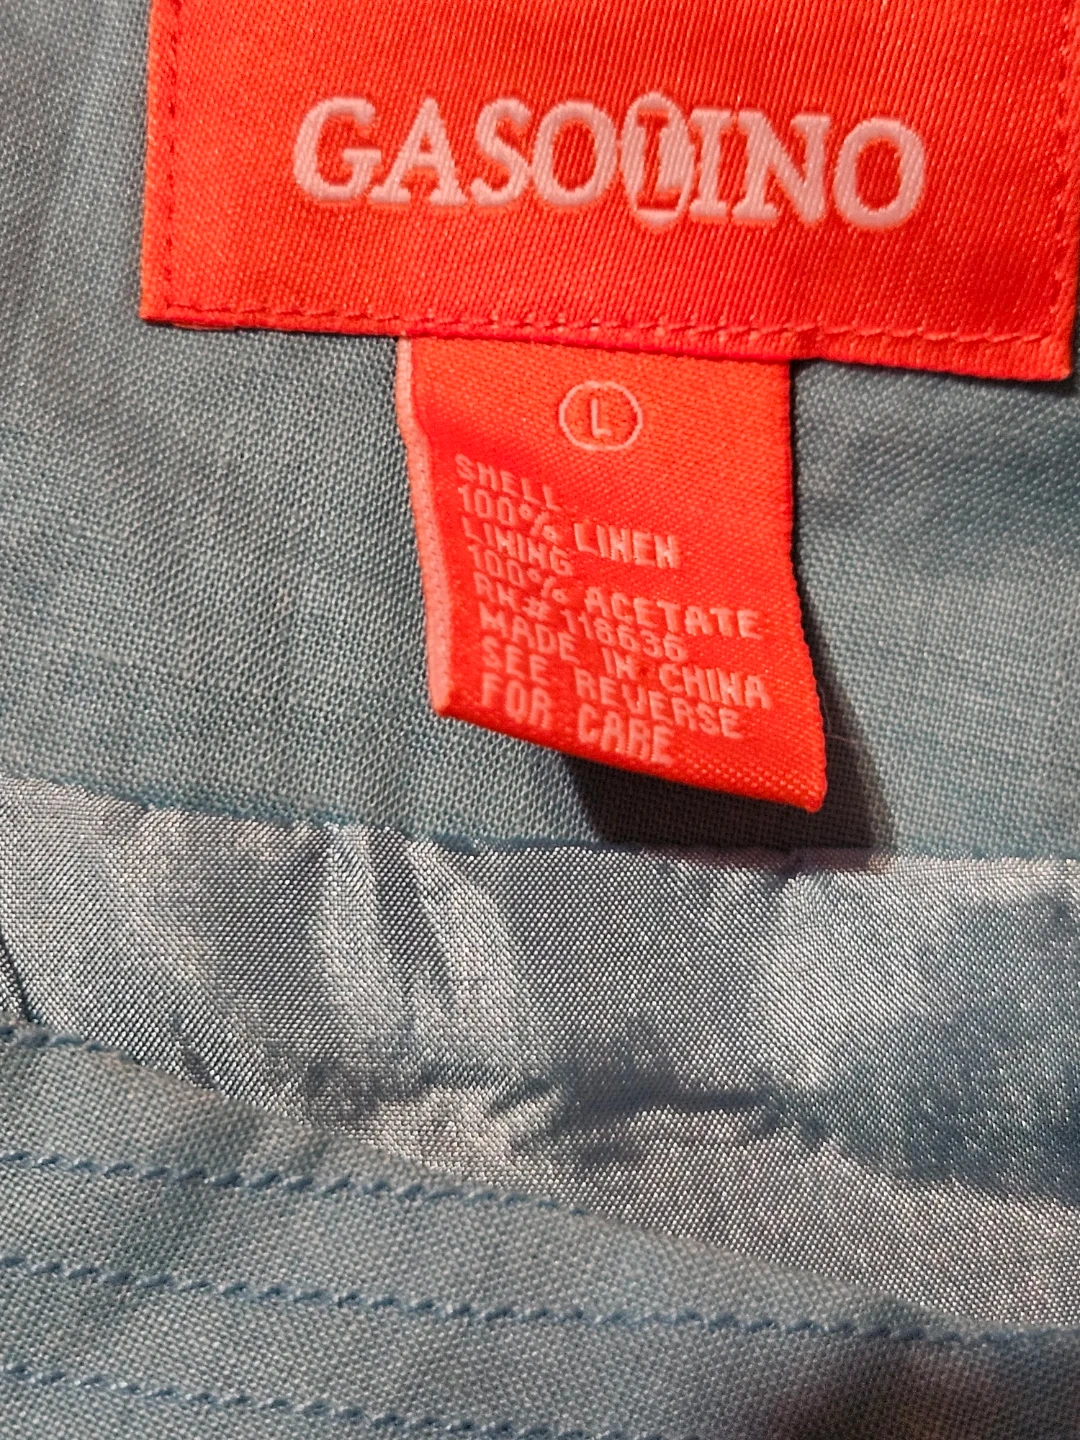 GASOLINO
L
SHELL
100% LINEN
LINING
100% ACETATE
RN# 118636
MADE IN CHINA
SEE REVERSE
FOR CARE